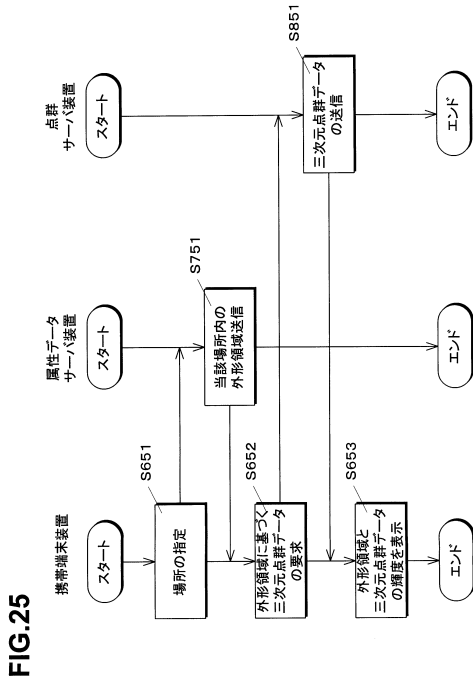 FIG.25
携帯端末装置
属性データ
サーバ装置
点群
サーバ装置
スタート
スタート
スタート
S651
場所の指定
S751
当該場所内の
外形領域送信
S652
外形領域に基づく
三次元点群データ
の要求
S851
三次元点群データ
の送信
S653
外形領域と
三次元点群データ
の輝度を表示
エンド
エンド
エンド